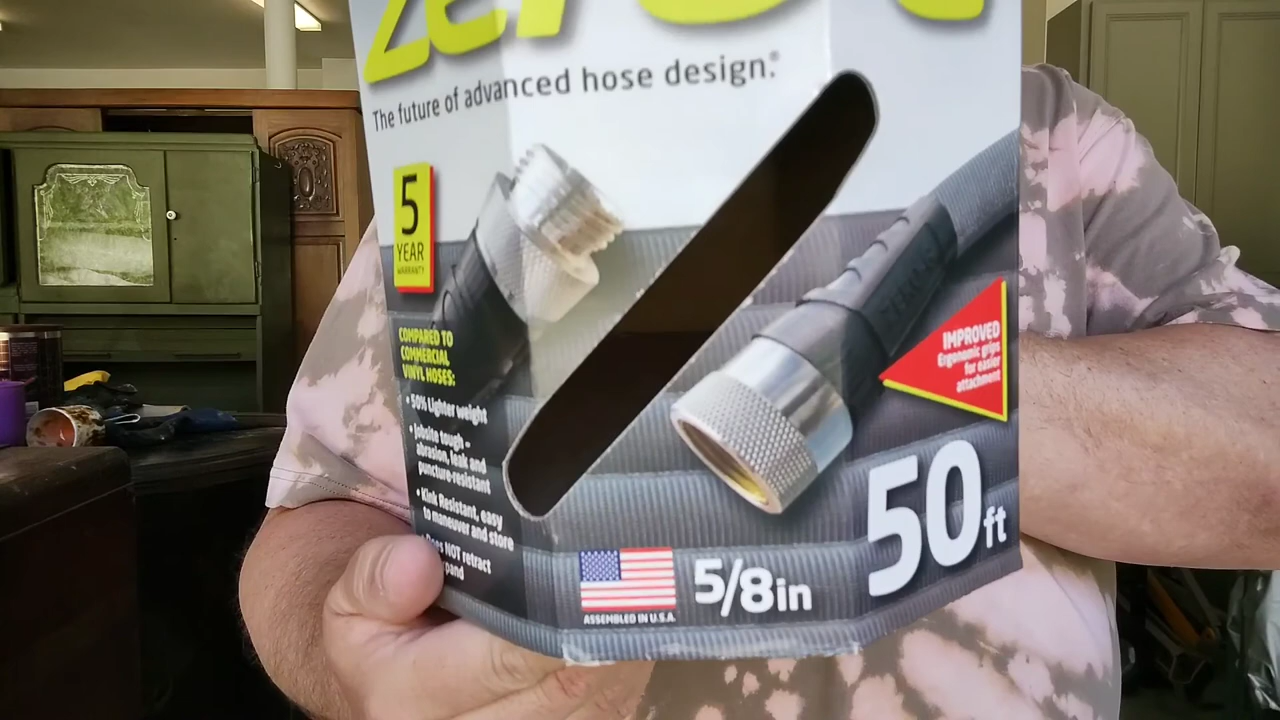 The future of advanced hose design.®
5
YEAR
WARRANTY
COMPARED TO
COMMERCIAL
VINYL HOSES:
• 50% Lighter weight
• Jobsite tough –
abrasion, leak and
puncture-resistant
• Kink Resistant, easy
to maneuver and store
NOT retract
IMPROVED
Ergonomic grips
for easier
attachment
50ft
5/8in
ASSEMBLED IN U.S.A.